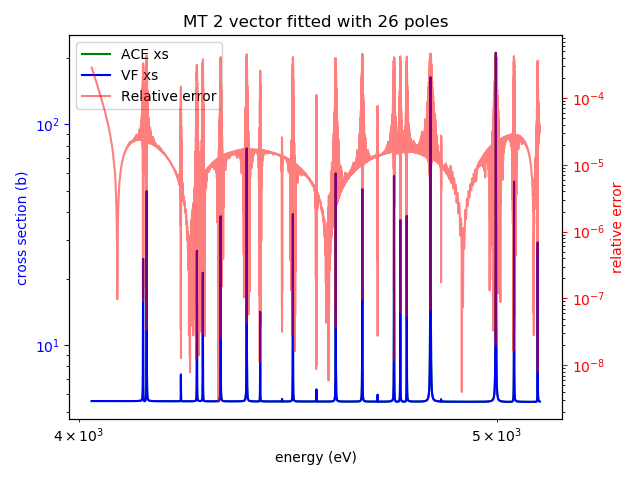 MT 2 vector fitted with 26 poles
ACE xs
VF xs
Relative error
cross section (b)
10²
10¹
relative error
10⁻⁴
10⁻⁵
10⁻⁶
10⁻⁷
10⁻⁸
4 × 10³
5 × 10³
energy (eV)